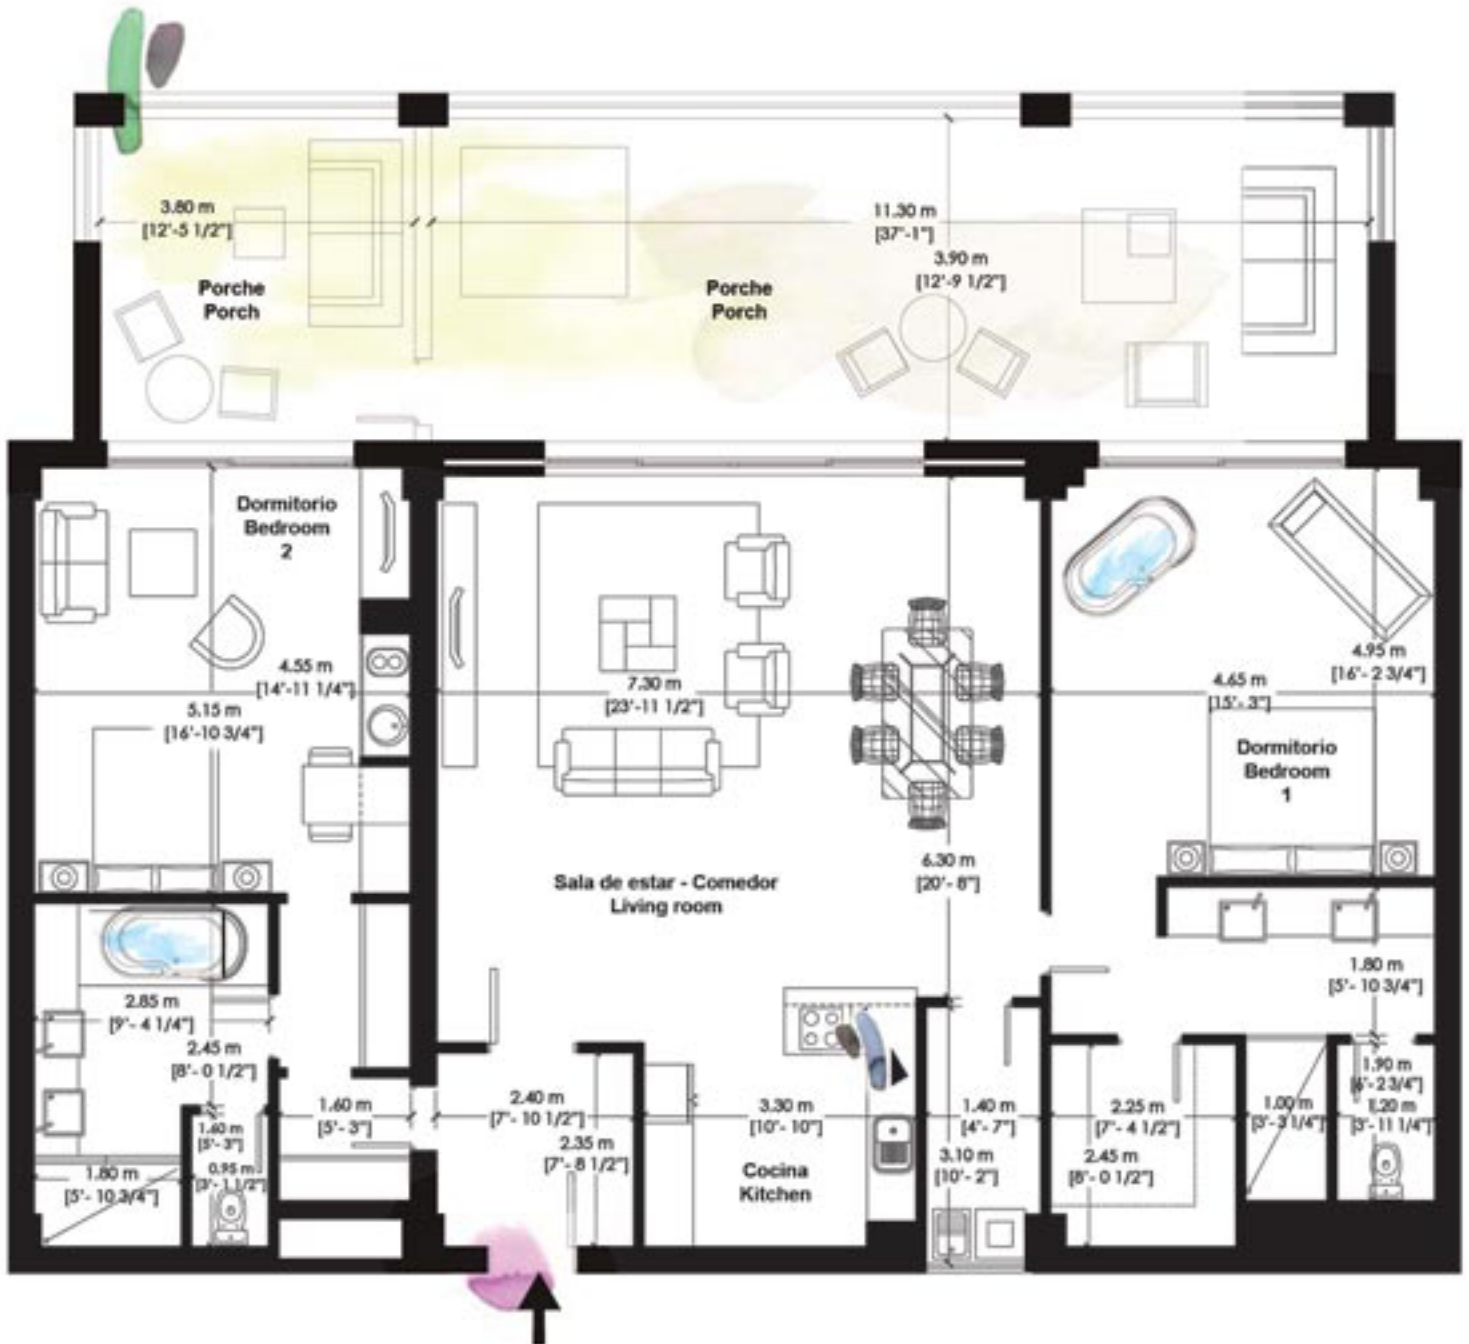 3.80 m
[12'-5 1/2"]
11.30 m
[37'-1"]
3.90 m
[12'-9 1/2"]
Porche
Porch
Porche
Porch
Dormitorio
Bedroom
2
4.55 m
[14'-11 1/4"]
5.15 m
[16'-10 3/4"]
7.30 m
[23'-11 1/2"]
4.95 m
[16'- 2 3/4"]
4.65 m
[15'- 3"]
Dormitorio
Bedroom
1
6.30 m
[20'- 8"]
Sala de estar - Comedor
Living room
2.85 m
[9'- 4 1/4"]
2.45 m
[8'- 0 1/2"]
1.80 m
[5'- 10 3/4"]
1.60 m
[5'- 3"]
2.40 m
[7'- 10 1/2"]
2.35 m
[7'- 8 1/2"]
3.30 m
[10'- 10"]
Cocina
Kitchen
1.40 m
[4'- 7"]
3.10 m
[10'- 2"]
2.25 m
[7'- 4 1/2"]
2.45 m
[8'- 0 1/2"]
1.00 m
[3'- 3 1/4"]
1.90 m
[6'- 2 3/4"]
1.20 m
[3'- 11 1/4"]
1.60 m
[5'- 3"]
0.95 m
[3'- 1 1/2"]
1.80 m
[5'- 10 3/4"]